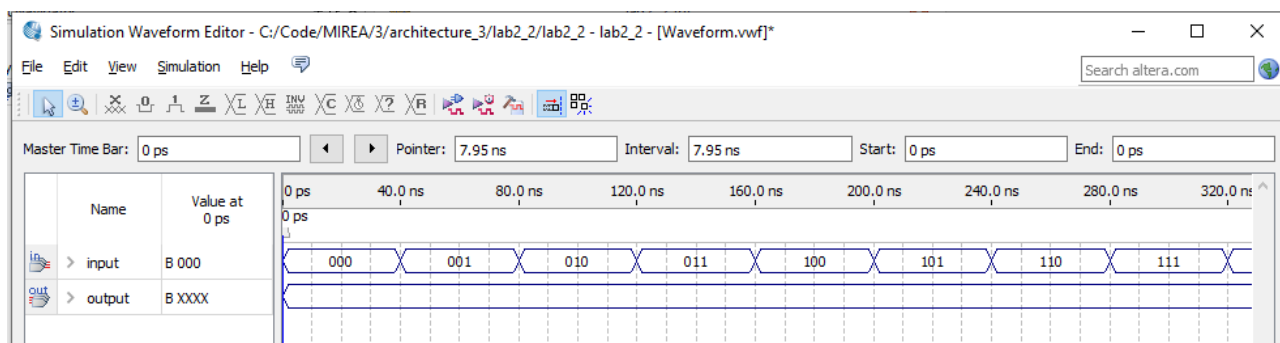 Simulation Waveform Editor - C:/Code/MIREA/3/architecture_3/lab2_2/lab2_2 - lab2_2 - [Waveform.vwf]*
File Edit View Simulation Help
Search altera.com
Master Time Bar: 0 ps Pointer: 7.95 ns Interval: 7.95 ns Start: 0 ps End: 0 ps
Name Value at 0 ps
0 ps 40.0 ns 80.0 ns 120.0 ns 160.0 ns 200.0 ns 240.0 ns 280.0 ns 320.0 ns
0 ps
in > input B 000 000 001 010 011 100 101 110 111
out > output B XXXX